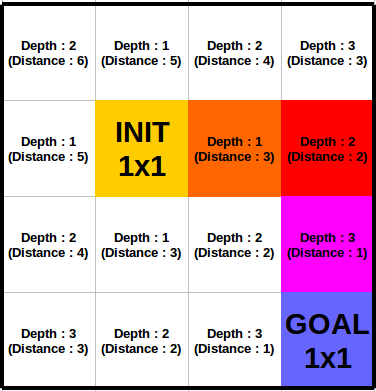 Depth : 2
(Distance : 6)
Depth : 1
(Distance : 5)
Depth : 2
(Distance : 4)
Depth : 3
(Distance : 3)
Depth : 1
(Distance : 5)
INIT
1x1
Depth : 1
(Distance : 3)
Depth : 2
(Distance : 2)
Depth : 2
(Distance : 4)
Depth : 1
(Distance : 3)
Depth : 2
(Distance : 2)
Depth : 3
(Distance : 1)
Depth : 3
(Distance : 3)
Depth : 2
(Distance : 2)
Depth : 3
(Distance : 1)
GOAL
1x1